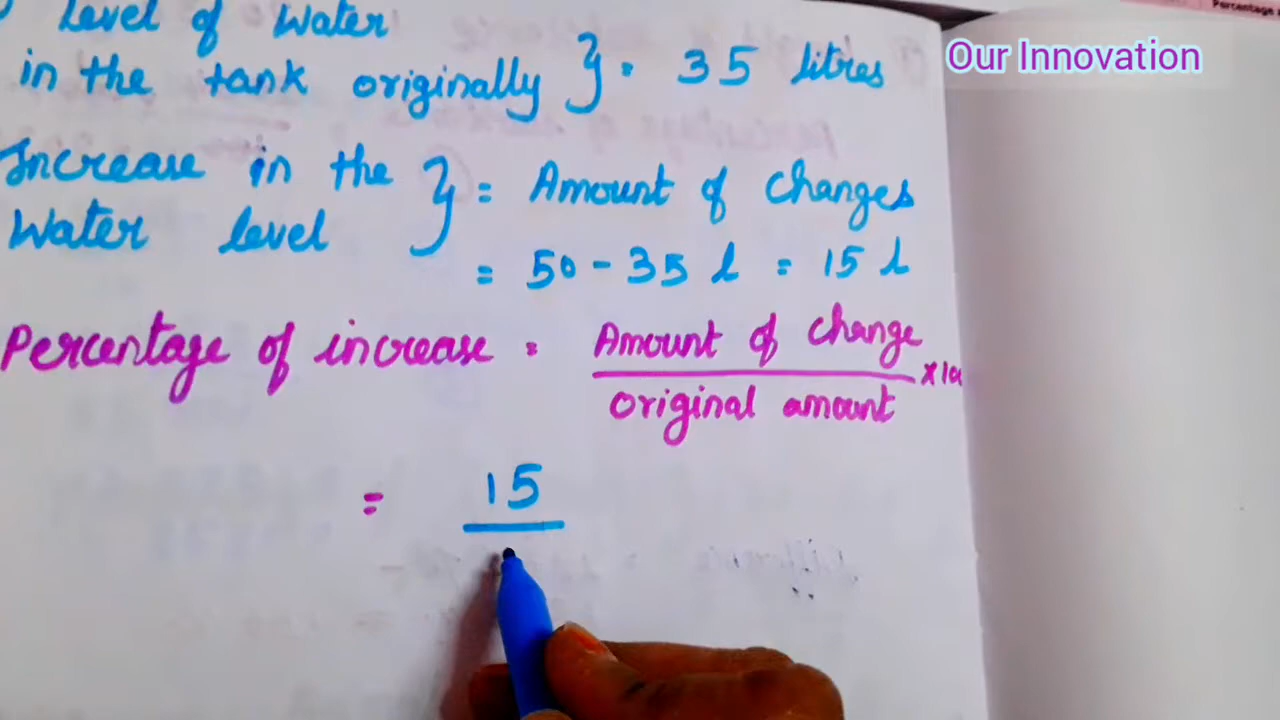 Level of Water
in the tank originally } = 35 litres
Our Innovation
Percentage
Increase in the
Water level } = Amount of changes
= 50 - 35 l = 15 l
Percentage of increase = Amount of change
original amount
= 15